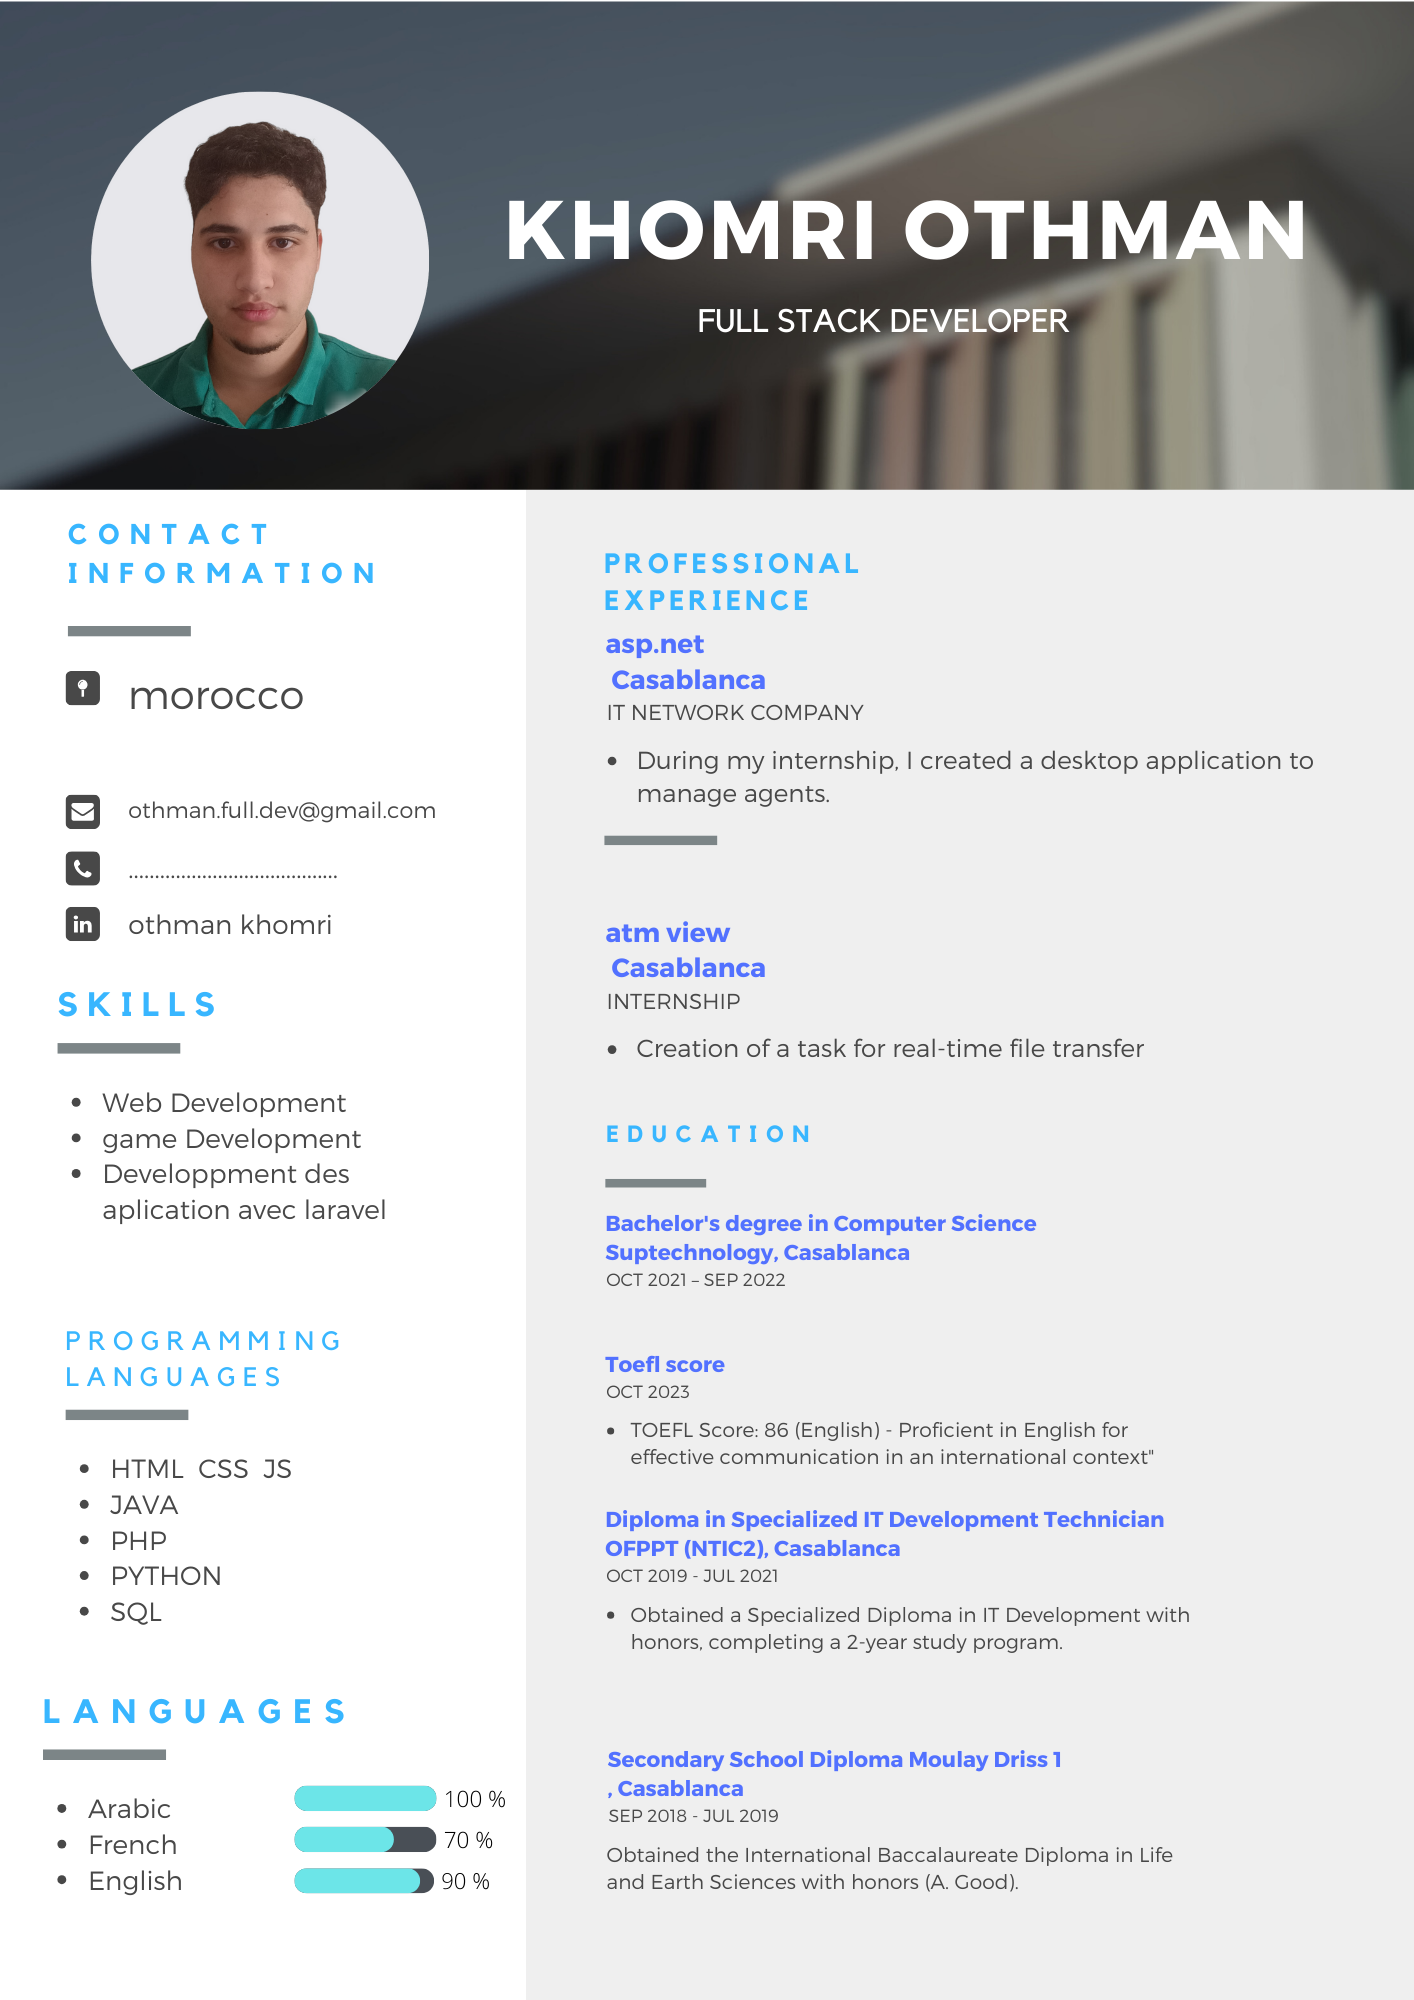 KHOMRI OTHMAN
FULL STACK DEVELOPER
CONTACT
INFORMATION
morocco
othman.full.dev@gmail.com
........................................
othman khomri
SKILLS
Web Development
game Development
Developpment des
aplication avec laravel
PROGRAMMING
LANGUAGES
HTML CSS JS
JAVA
PHP
PYTHON
SQL
LANGUAGES
Arabic 100 %
French 70 %
English 90 %
PROFESSIONAL
EXPERIENCE
asp.net
Casablanca
IT NETWORK COMPANY
During my internship, I created a desktop application to
manage agents.
atm view
Casablanca
INTERNSHIP
Creation of a task for real-time file transfer
EDUCATION
Bachelor's degree in Computer Science
Suptechnology, Casablanca
OCT 2021 – SEP 2022
Toefl score
OCT 2023
TOEFL Score: 86 (English) - Proficient in English for
effective communication in an international context"
Diploma in Specialized IT Development Technician
OFPPT (NTIC2), Casablanca
OCT 2019 - JUL 2021
Obtained a Specialized Diploma in IT Development with
honors, completing a 2-year study program.
Secondary School Diploma Moulay Driss 1
, Casablanca
SEP 2018 - JUL 2019
Obtained the International Baccalaureate Diploma in Life
and Earth Sciences with honors (A. Good).